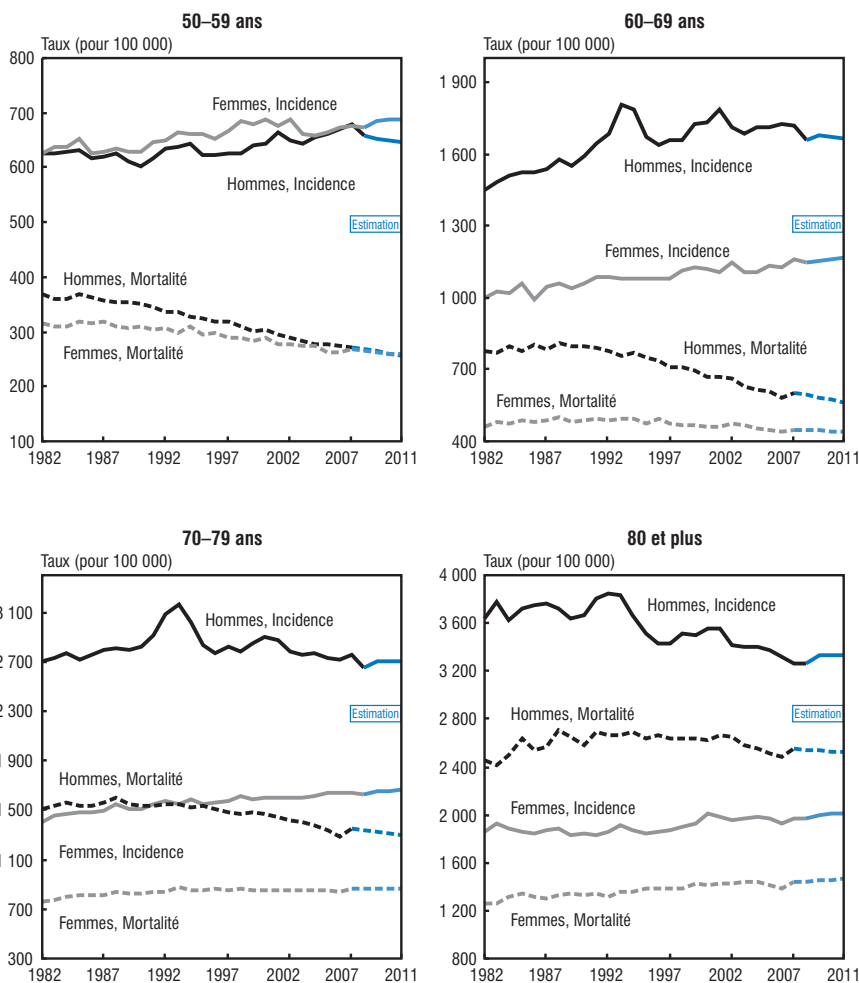 50–59 ans
Taux (pour 100 000)
800
700
600
500
400
300
200
100
Femmes, Incidence
Hommes, Incidence
Estimation
Hommes, Mortalité
Femmes, Mortalité
1982 1987 1992 1997 2002 2007 2011
60–69 ans
Taux (pour 100 000)
1 900
1 600
1 300
1 000
700
400
Hommes, Incidence
Estimation
Femmes, Incidence
Hommes, Mortalité
Femmes, Mortalité
1982 1987 1992 1997 2002 2007 2011
70–79 ans
Taux (pour 100 000)
3 100
2 700
2 300
1 900
1 500
1 100
700
300
Hommes, Incidence
Estimation
Hommes, Mortalité
Femmes, Incidence
Femmes, Mortalité
1982 1987 1992 1997 2002 2007 2011
80 et plus
Taux (pour 100 000)
4 000
3 600
3 200
2 800
2 400
2 000
1 600
1 200
800
Hommes, Incidence
Hommes, Mortalité
Estimation
Femmes, Incidence
Femmes, Mortalité
1982 1987 1992 1997 2002 2007 2011